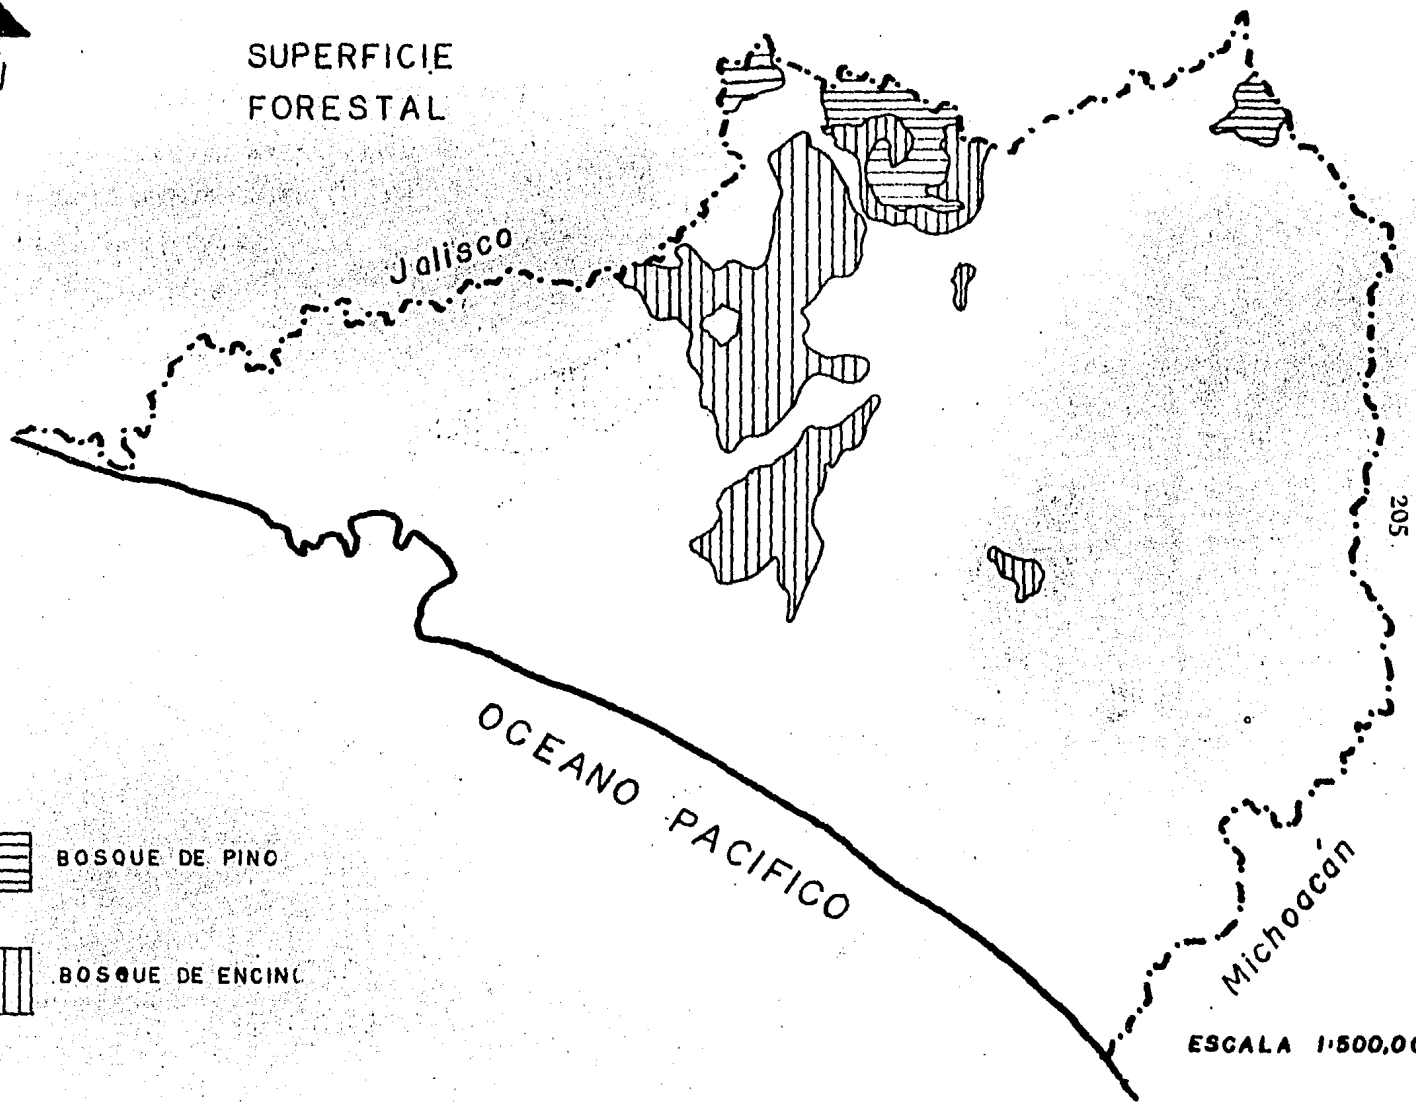 SUPERFICIE
FORESTAL
Jalisco
205
OCEANO PACIFICO
BOSQUE DE PINO
BOSQUE DE ENCINO
Michoacán
ESCALA 1:500,00